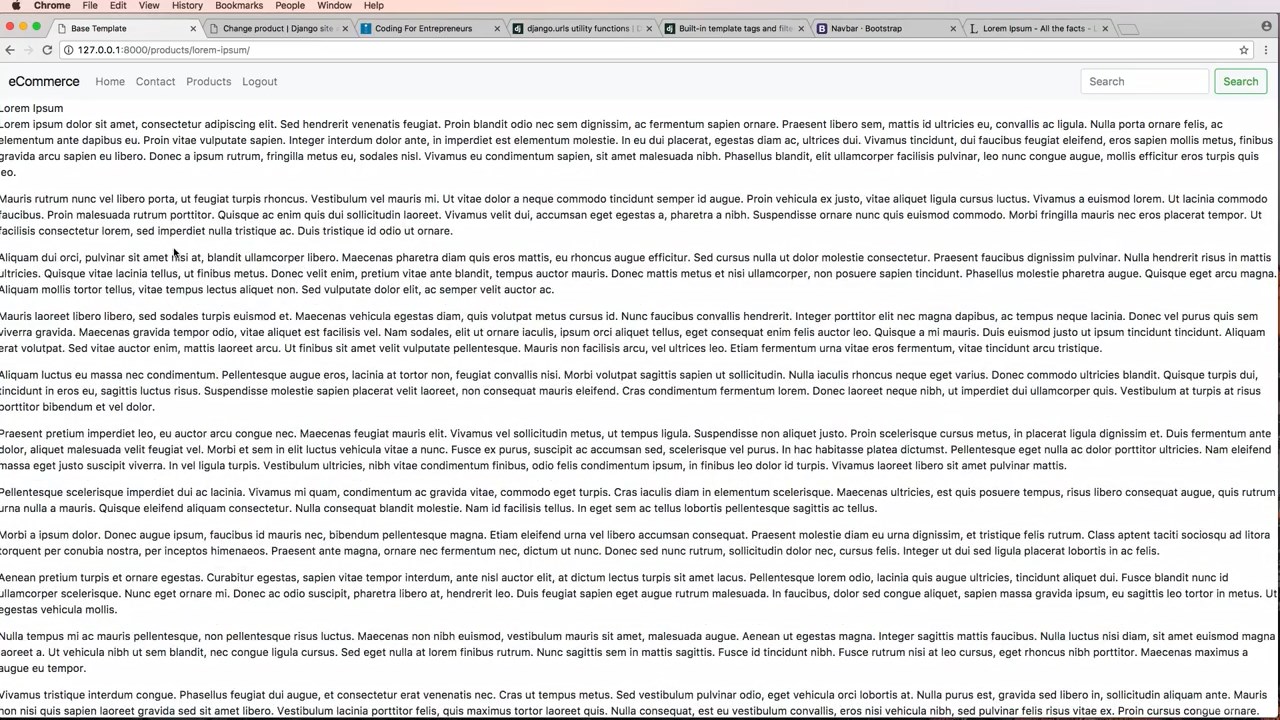 Chrome File Edit View History Bookmarks People Window Help
Base Template Change product | Django site Coding For Entrepreneurs django.urls utility functions | D Built-in template tags and filte Navbar · Bootstrap Lorem Ipsum - All the facts - L
127.0.0.1:8000/products/lorem-ipsum/
eCommerce Home Contact Products Logout Search Search
Lorem Ipsum
Lorem ipsum dolor sit amet, consectetur adipiscing elit. Sed hendrerit venenatis feugiat. Proin blandit odio nec sem dignissim, ac fermentum sapien ornare. Praesent libero sem, mattis id ultricies eu, convallis ac ligula. Nulla porta ornare felis, ac
elementum ante dapibus eu. Proin vitae vulputate sapien. Integer interdum dolor ante, in imperdiet est elementum molestie. In eu dui placerat, egestas diam ac, ultrices dui. Vivamus tincidunt, dui faucibus feugiat eleifend, eros sapien mollis metus, finibus
gravida arcu sapien eu libero. Donec a ipsum rutrum, fringilla metus eu, sodales nisl. Vivamus eu condimentum sapien, sit amet malesuada nibh. Phasellus blandit, elit ullamcorper facilisis pulvinar, leo nunc congue augue, mollis efficitur eros turpis quis
leo.
Mauris rutrum nunc vel libero porta, ut feugiat turpis rhoncus. Vestibulum vel mauris mi. Ut vitae dolor a neque commodo tincidunt semper id augue. Proin vehicula ex justo, vitae aliquet ligula cursus luctus. Vivamus a euismod lorem. Ut lacinia commodo
faucibus. Proin malesuada rutrum porttitor. Quisque ac enim quis dui sollicitudin laoreet. Vivamus velit dui, accumsan eget egestas a, pharetra a nibh. Suspendisse ornare nunc quis euismod commodo. Morbi fringilla mauris nec eros placerat tempor. Ut
facilisis consectetur lorem, sed imperdiet nulla tristique ac. Duis tristique id odio ut ornare.
Aliquam dui orci, pulvinar sit amet nisi at, blandit ullamcorper libero. Maecenas pharetra diam quis eros mattis, eu rhoncus augue efficitur. Sed cursus nulla ut dolor molestie consectetur. Praesent faucibus dignissim pulvinar. Nulla hendrerit risus in mattis
ultricies. Quisque vitae lacinia tellus, ut finibus metus. Donec velit enim, pretium vitae ante blandit, tempus auctor mauris. Donec mattis metus et nisi ullamcorper, non posuere sapien tincidunt. Phasellus molestie pharetra augue. Quisque eget arcu magna.
Aliquam mollis tortor tellus, vitae tempus lectus aliquet non. Sed vulputate dolor elit, ac semper velit auctor ac.
Mauris laoreet libero libero, sed sodales turpis euismod et. Maecenas vehicula egestas diam, quis volutpat metus cursus id. Nunc faucibus convallis hendrerit. Integer porttitor elit nec magna dapibus, ac tempus neque lacinia. Donec vel purus quis sem
viverra gravida. Maecenas gravida tempor odio, vitae aliquet est facilisis vel. Nam sodales, elit ut ornare iaculis, ipsum orci aliquet tellus, eget consequat enim felis auctor leo. Quisque a mi mauris. Duis euismod justo ut ipsum tincidunt tincidunt. Aliquam
erat volutpat. Sed vitae auctor enim, mattis laoreet arcu. Ut finibus sit amet velit vulputate pellentesque. Mauris non facilisis arcu, vel ultrices leo. Etiam fermentum urna vitae eros fermentum, vitae tincidunt arcu tristique.
Aliquam luctus eu massa nec condimentum. Pellentesque augue eros, lacinia at tortor non, feugiat convallis nisi. Morbi volutpat sagittis sapien ut sollicitudin. Nulla iaculis rhoncus neque eget varius. Donec commodo ultricies blandit. Quisque turpis dui,
tincidunt in eros eu, sagittis luctus risus. Suspendisse molestie sapien placerat velit laoreet, non consequat mauris eleifend. Cras condimentum fermentum lorem. Donec laoreet neque nibh, ut imperdiet dui ullamcorper quis. Vestibulum at turpis at risus
porttitor bibendum et vel dolor.
Praesent pretium imperdiet leo, eu auctor arcu congue nec. Maecenas feugiat mauris elit. Vivamus vel sollicitudin metus, ut tempus ligula. Suspendisse non aliquet justo. Proin scelerisque cursus metus, in placerat ligula dignissim et. Duis fermentum ante
dolor, aliquet malesuada velit feugiat vel. Morbi et sem in elit luctus vehicula vitae a nunc. Fusce ex purus, suscipit ac accumsan sed, scelerisque vel purus. In hac habitasse platea dictumst. Pellentesque eget nulla ac dolor porttitor ultricies. Nam eleifend
massa eget justo suscipit viverra. In vel ligula turpis. Vestibulum ultricies, nibh vitae condimentum finibus, odio felis condimentum ipsum, in finibus leo dolor id turpis. Vivamus laoreet libero sit amet pulvinar mattis.
Pellentesque scelerisque imperdiet dui ac lacinia. Vivamus mi quam, condimentum ac gravida vitae, commodo eget turpis. Cras iaculis diam in elementum scelerisque. Maecenas ultricies, est quis posuere tempus, risus libero consequat augue, quis rutrum
urna nulla a mauris. Quisque eleifend aliquam consectetur. Nulla consequat blandit molestie. Nam id facilisis tellus. In eget sem ac tellus lobortis pellentesque sagittis ac tellus.
Morbi a ipsum dolor. Donec augue ipsum, faucibus id mauris nec, bibendum pellentesque magna. Etiam eleifend urna vel libero accumsan consequat. Praesent molestie diam eu urna dignissim, et tristique felis rutrum. Class aptent taciti sociosqu ad litora
torquent per conubia nostra, per inceptos himenaeos. Praesent ante magna, ornare nec fermentum nec, dictum ut nunc. Donec sed nunc rutrum, sollicitudin dolor nec, cursus felis. Integer ut dui sed ligula placerat lobortis in ac felis.
Aenean pretium turpis et ornare egestas. Curabitur egestas, sapien vitae tempor interdum, ante nisl auctor elit, at dictum lectus turpis sit amet lacus. Pellentesque lorem odio, lacinia quis augue ultricies, tincidunt aliquet dui. Fusce blandit nunc id
ullamcorper scelerisque. Nunc eget ornare mi. Donec ac odio suscipit, pharetra libero at, hendrerit leo. Duis feugiat sapien eget augue rutrum malesuada. In faucibus, dolor sed congue aliquet, sapien massa gravida ipsum, eu sagittis leo tortor in metus. Ut
egestas vehicula mollis.
Nulla tempus mi ac mauris pellentesque, non pellentesque risus luctus. Maecenas non nibh euismod, vestibulum mauris sit amet, malesuada augue. Aenean ut egestas magna. Integer sagittis mattis faucibus. Nulla luctus nisi diam, sit amet euismod magna
laoreet a. Ut vehicula nibh ut sem blandit, nec congue ligula cursus. Sed eget nulla at lorem finibus rutrum. Nunc sagittis sem in mattis sagittis. Fusce id tincidunt nibh. Fusce rutrum nisi at leo cursus, eget rhoncus nibh porttitor. Maecenas maximus a
augue eu tempor.
Vivamus tristique interdum congue. Phasellus feugiat dui augue, et consectetur erat venenatis nec. Cras ut tempus metus. Sed vestibulum pulvinar odio, eget vehicula orci lobortis at. Nulla purus est, gravida sed libero in, sollicitudin aliquam ante. Mauris
non nisi quis lacus aliquam laoreet gravida sed sit amet tellus. Vestibulum lacinia porttitor felis, quis maximus tortor luctus quis. Nulla consequat, est eu vestibulum convallis, eros nisi vehicula nibh, sed pulvinar felis risus vitae ex. Cras quis congue ornare.